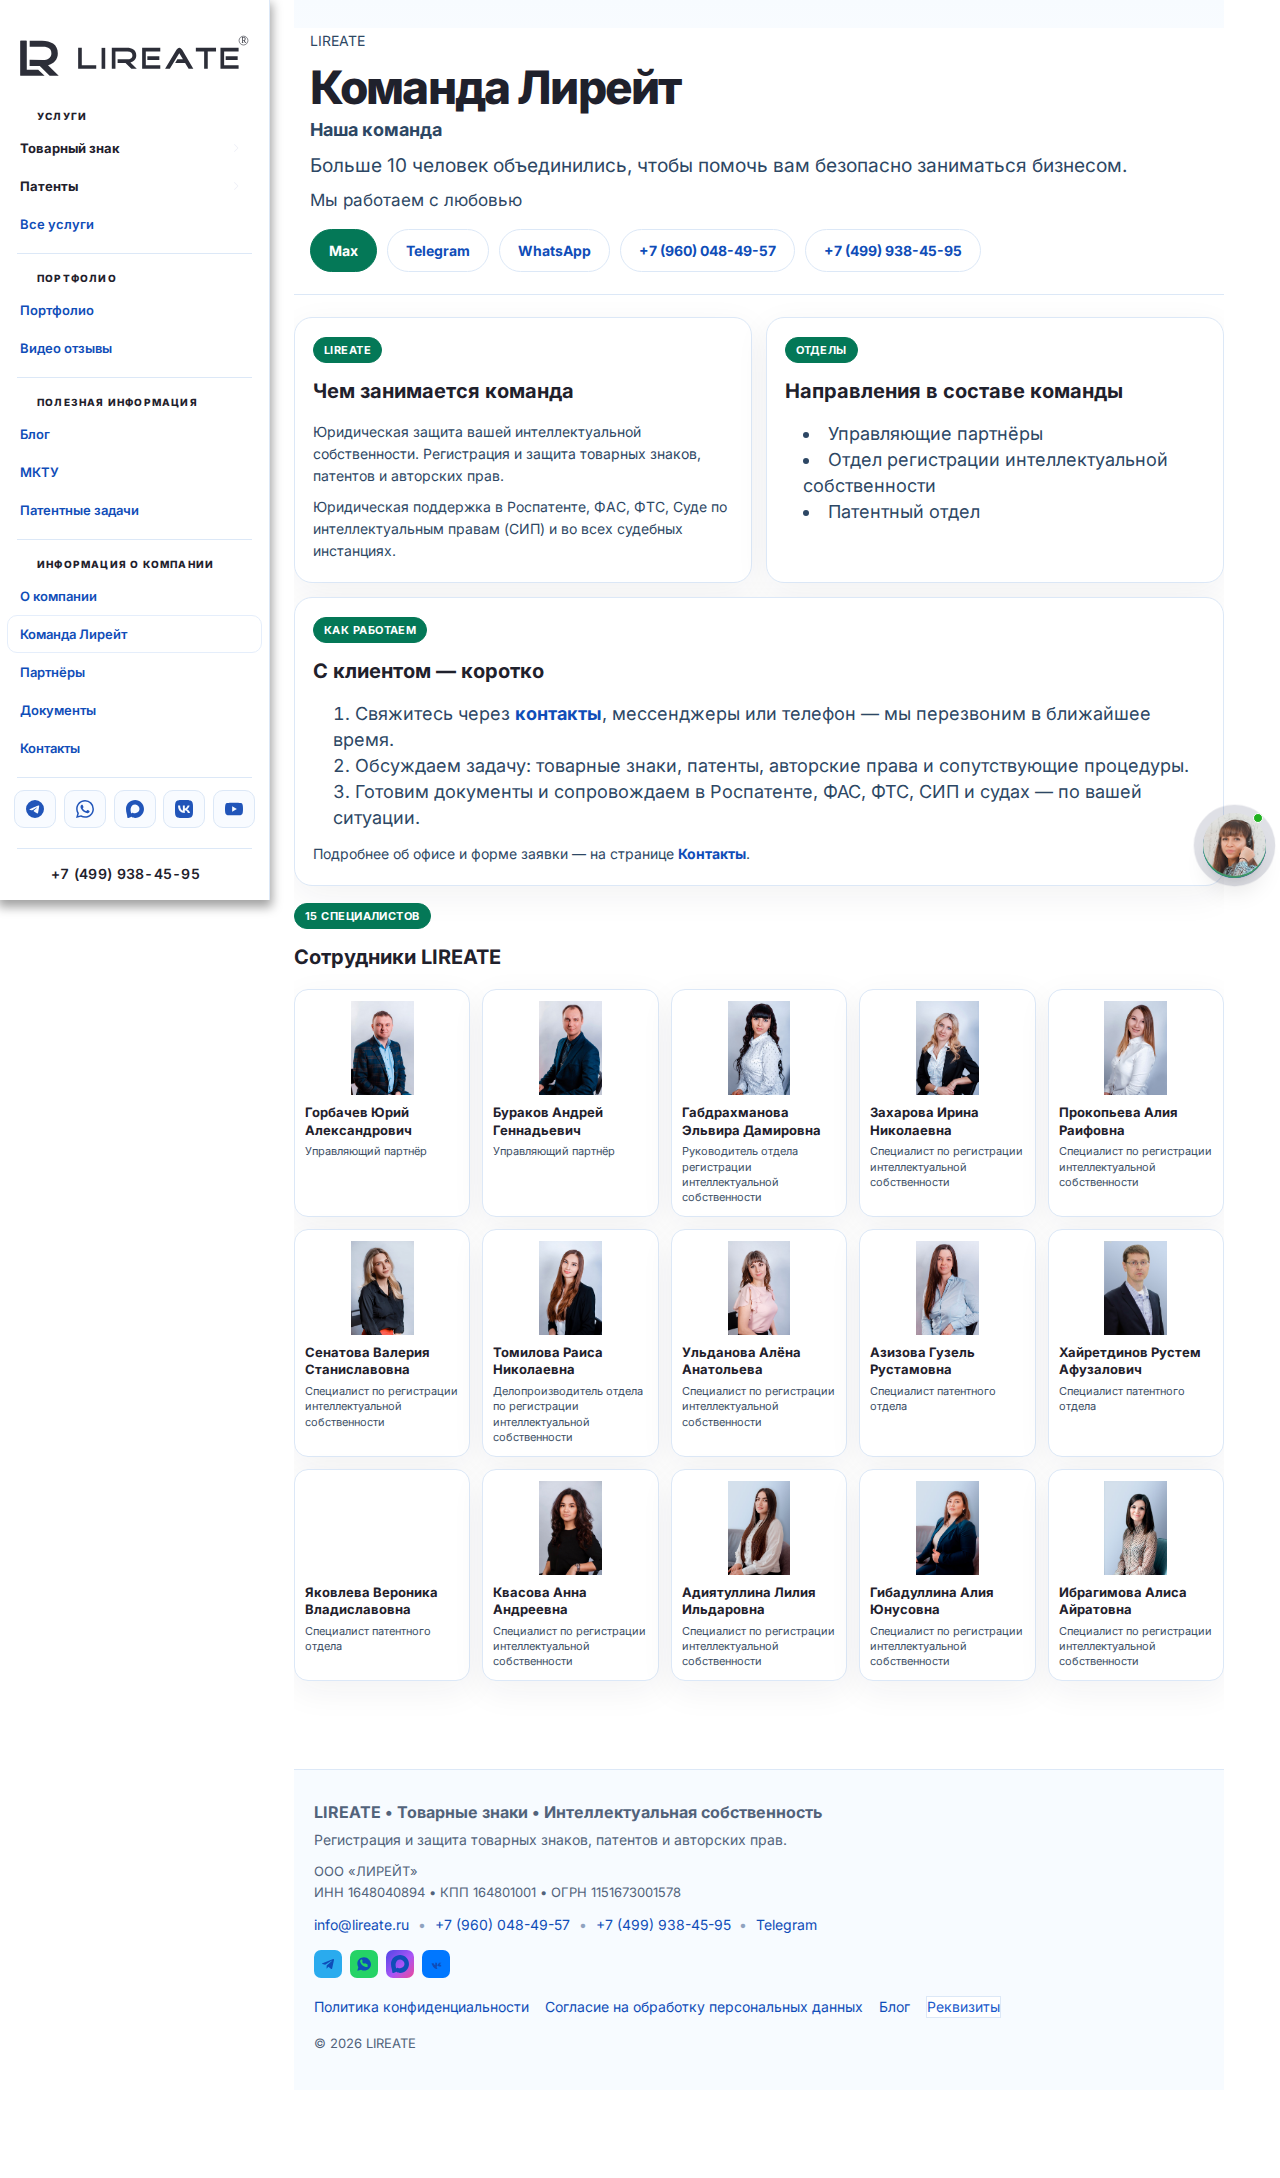 LIREATE®
УСЛУГИ
Товарный знак
Патенты
Все услуги
ПОРТФОЛИО
Портфолио
Видео отзывы
ПОЛЕЗНАЯ ИНФОРМАЦИЯ
Блог
МКТУ
Патентные задачи
ИНФОРМАЦИЯ О КОМПАНИИ
О компании
Команда Лирейт
Партнёры
Документы
Контакты
+7 (499) 938-45-95
LIREATE
Команда Лирейт
Наша команда
Больше 10 человек объединились, чтобы помочь вам безопасно заниматься бизнесом.
Мы работаем с любовью
Max Telegram WhatsApp +7 (960) 048-49-57 +7 (499) 938-45-95
LIREATE
Чем занимается команда
Юридическая защита вашей интеллектуальной
собственности. Регистрация и защита товарных знаков,
патентов и авторских прав.
Юридическая поддержка в Роспатенте, ФАС, ФТС, Суде по
интеллектуальным правам (СИП) и во всех судебных
инстанциях.
ОТДЕЛЫ
Направления в составе команды
• Управляющие партнёры
• Отдел регистрации интеллектуальной
собственности
• Патентный отдел
КАК РАБОТАЕМ
С клиентом — коротко
1. Свяжитесь через контакты, мессенджеры или телефон — мы перезвоним в ближайшее
время.
2. Обсуждаем задачу: товарные знаки, патенты, авторские права и сопутствующие процедуры.
3. Готовим документы и сопровождаем в Роспатенте, ФАС, ФТС, СИП и судах — по вашей
ситуации.
Подробнее об офисе и форме заявки — на странице Контакты.
15 СПЕЦИАЛИСТОВ
Сотрудники LIREATE
Горбачев Юрий
Александрович
Управляющий партнёр
Бураков Андрей
Геннадьевич
Управляющий партнёр
Габдрахманова
Эльвира Дамировна
Руководитель отдела
регистрации
интеллектуальной
собственности
Захарова Ирина
Николаевна
Специалист по регистрации
интеллектуальной
собственности
Прокопьева Алия
Раифовна
Специалист по регистрации
интеллектуальной
собственности
Сенатова Валерия
Станиславовна
Специалист по регистрации
интеллектуальной
собственности
Томилова Раиса
Николаевна
Делопроизводитель отдела
по регистрации
интеллектуальной
собственности
Ульданова Алёна
Анатольева
Специалист по регистрации
интеллектуальной
собственности
Азизова Гузель
Рустамовна
Специалист патентного
отдела
Хайретдинов Рустем
Афузалович
Специалист патентного
отдела
Яковлева Вероника
Владиславовна
Специалист патентного
отдела
Квасова Анна
Андреевна
Специалист по регистрации
интеллектуальной
собственности
Адиятуллина Лилия
Ильдаровна
Специалист по регистрации
интеллектуальной
собственности
Гибадуллина Алия
Юнусовна
Специалист по регистрации
интеллектуальной
собственности
Ибрагимова Алиса
Айратовна
Специалист по регистрации
интеллектуальной
собственности
LIREATE • Товарные знаки • Интеллектуальная собственность
Регистрация и защита товарных знаков, патентов и авторских прав.
ООО «ЛИРЕЙТ»
ИНН 1648040894 • КПП 164801001 • ОГРН 1151673001578
info@lireate.ru • +7 (960) 048-49-57 • +7 (499) 938-45-95 • Telegram
Политика конфиденциальности Согласие на обработку персональных данных Блог Реквизиты
© 2026 LIREATE